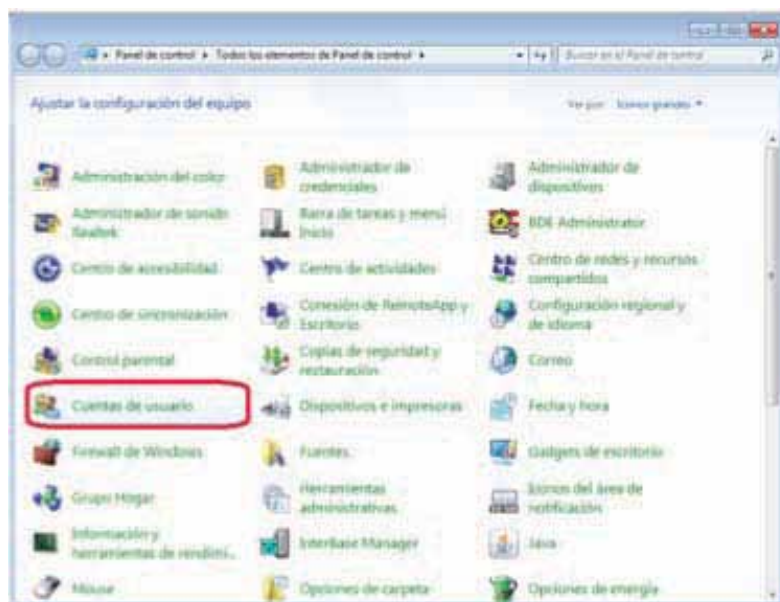 Panel de control ▸ Todos los elementos de Panel de control ▸
Buscar en el Panel de control
Ajustar la configuración del equipo
Ver por: Iconos grandes
Administración del color
Administrador de
credenciales
Administrador de
dispositivos
Administrador de sonido
Realtek
Barra de tareas y menú
Inicio
BDE Administrator
Centro de accesibilidad
Centro de actividades
Centro de redes y recursos
compartidos
Centro de sincronización
Conexión de RemoteApp y
Escritorio
Configuración regional y
de idioma
Control parental
Copias de seguridad y
restauración
Correo
Cuentas de usuario
Dispositivos e impresoras
Fecha y hora
Firewall de Windows
Fuentes
Gadgets de escritorio
Grupo Hogar
Herramientas
administrativas
Iconos del área de
notificación
Información y
herramientas de rendimi...
InterBase Manager
Java
Mouse
Opciones de carpeta
Opciones de energía